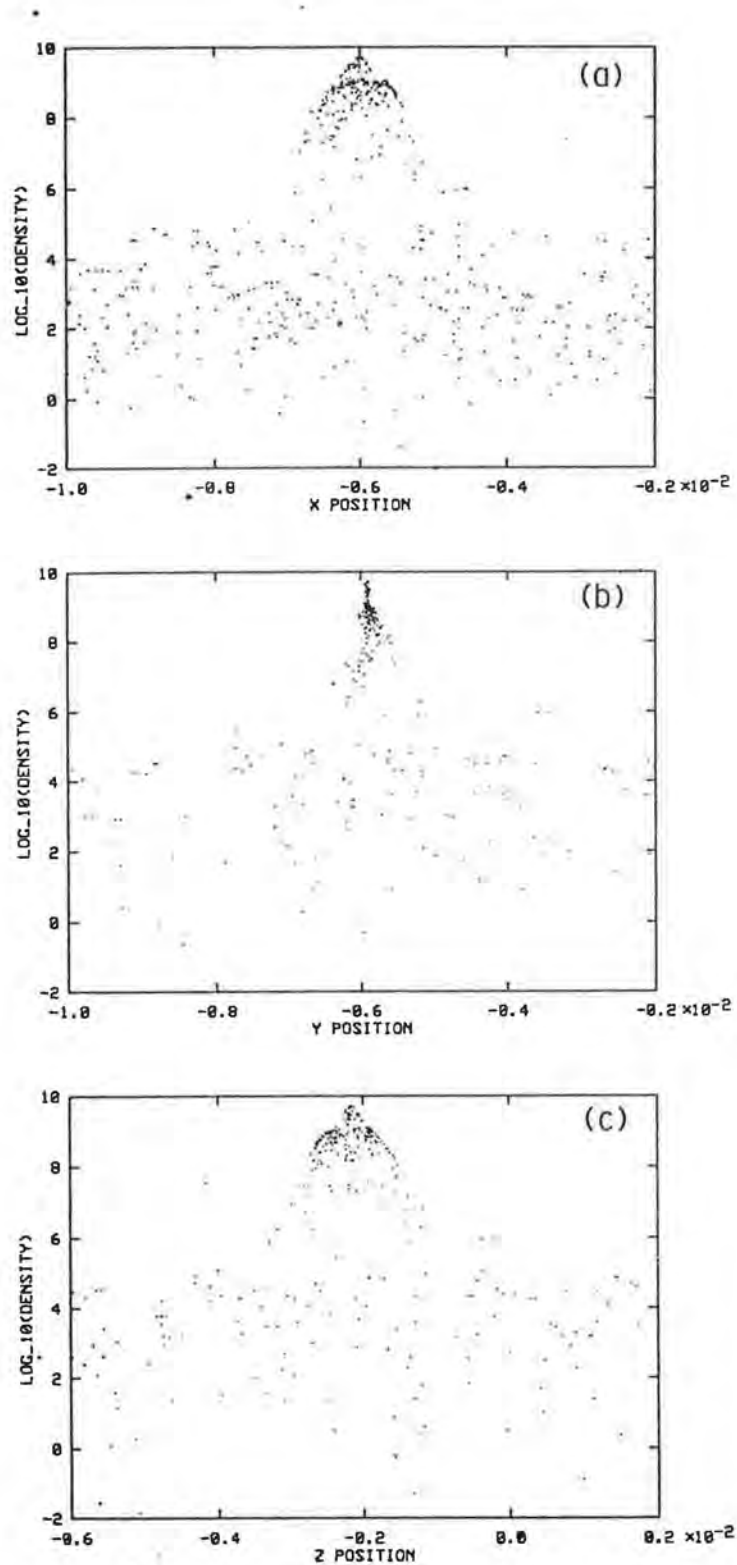 (a)
10
8
6
4
2
0
-2
LOG_10(DENSITY)
-1.0 -0.8 -0.6 -0.4 -0.2 ×10⁻²
X POSITION
(b)
10
8
6
4
2
0
-2
LOG_10(DENSITY)
-1.0 -0.8 -0.6 -0.4 -0.2 ×10⁻²
Y POSITION
(c)
10
8
6
4
2
0
-2
LOG_10(DENSITY)
-0.6 -0.4 -0.2 0.0 0.2 ×10⁻²
Z POSITION